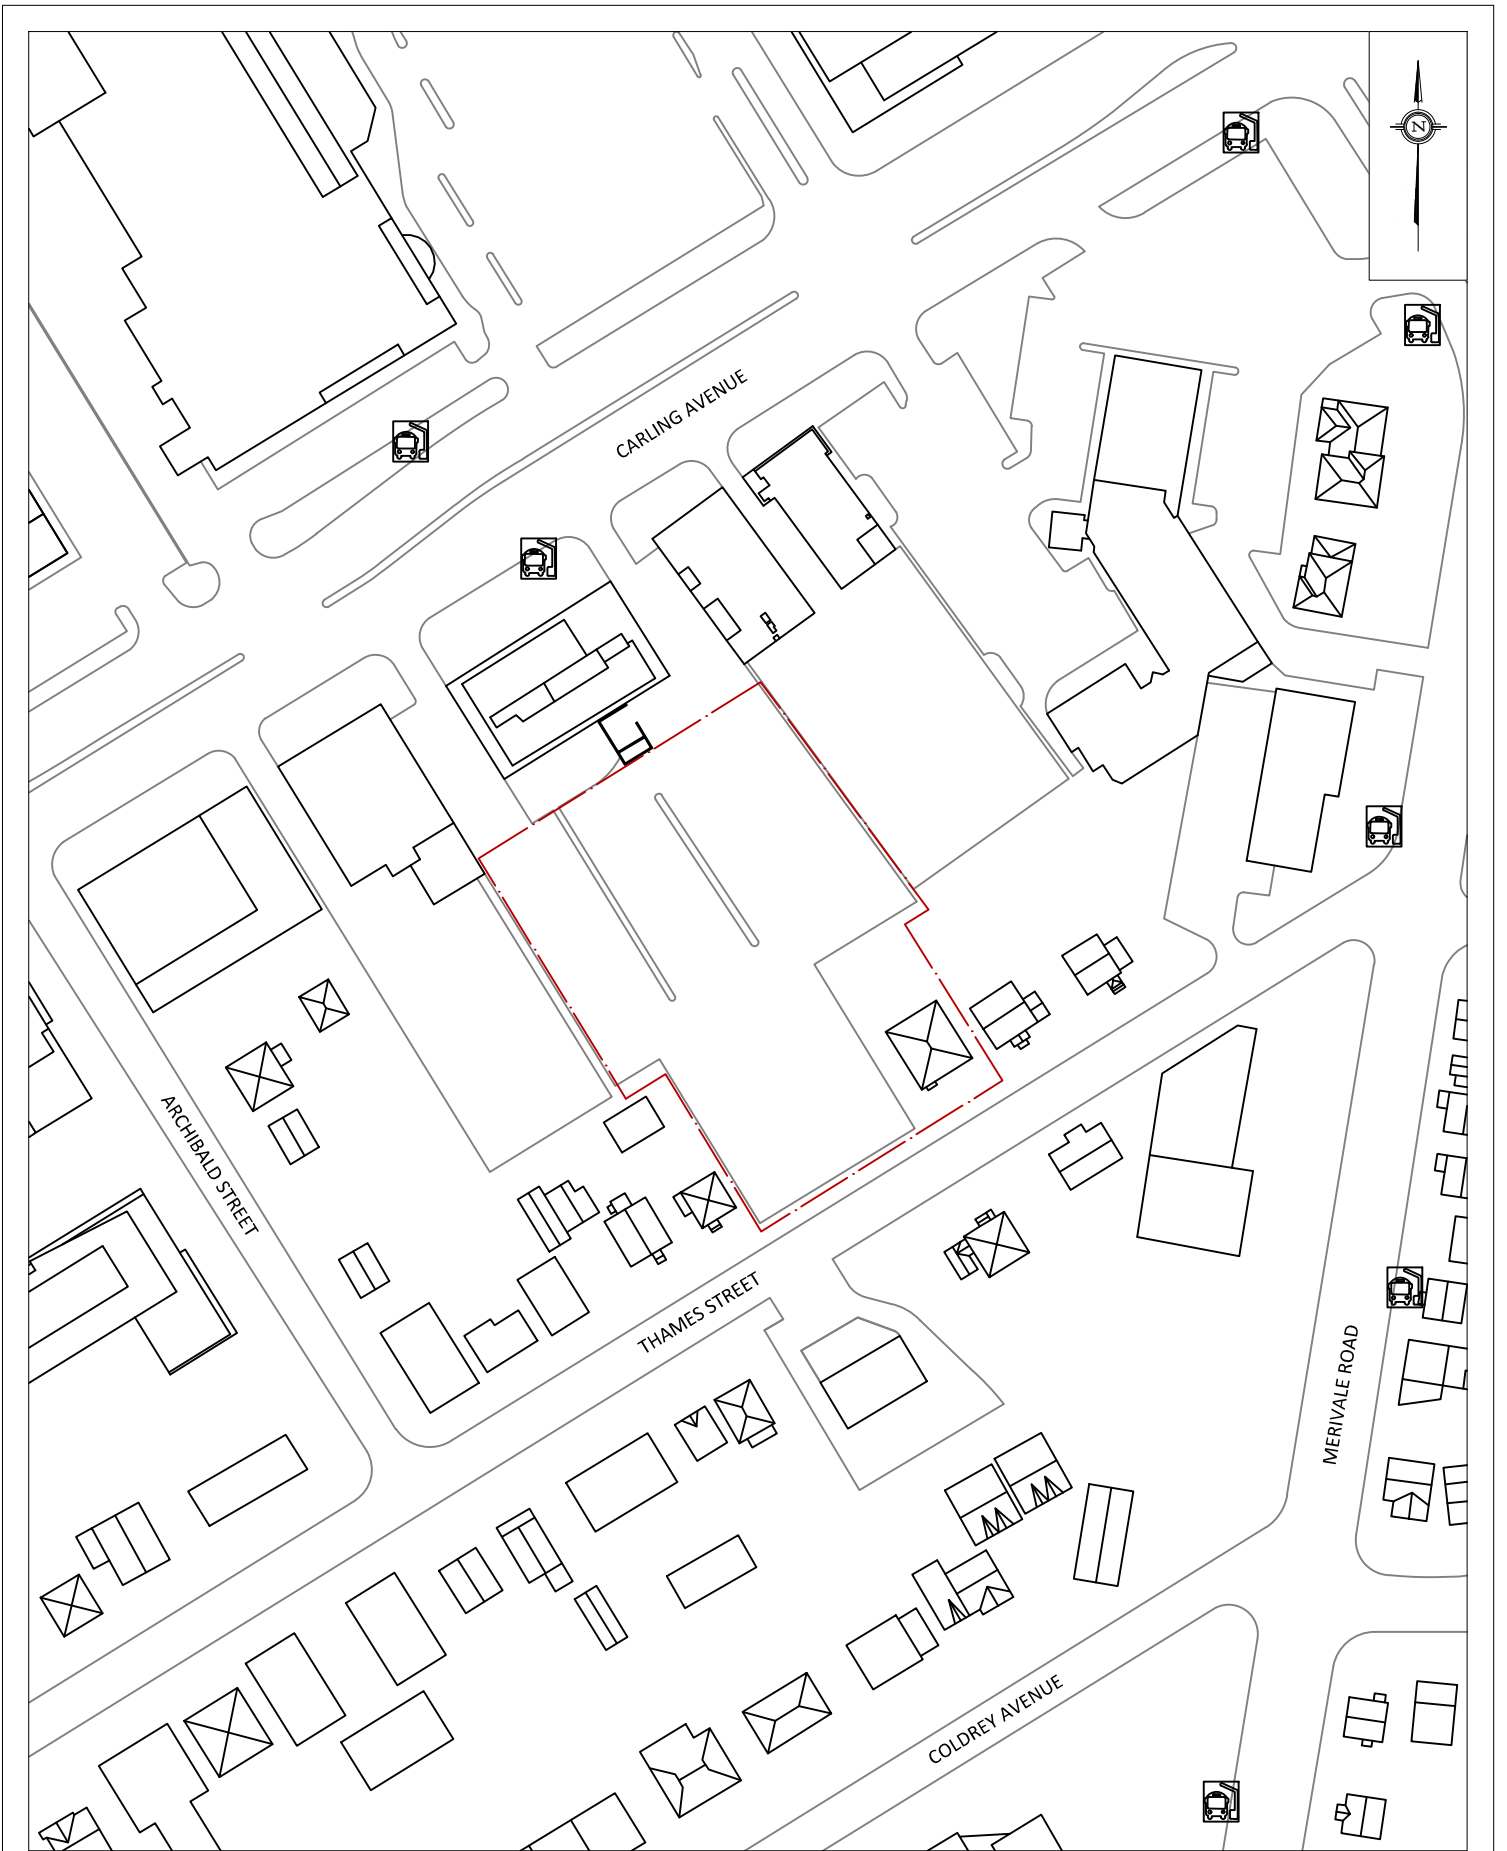 N
CARLING AVENUE
ARCHIBALD STREET
THAMES STREET
MERIVALE ROAD
COLDREY AVENUE